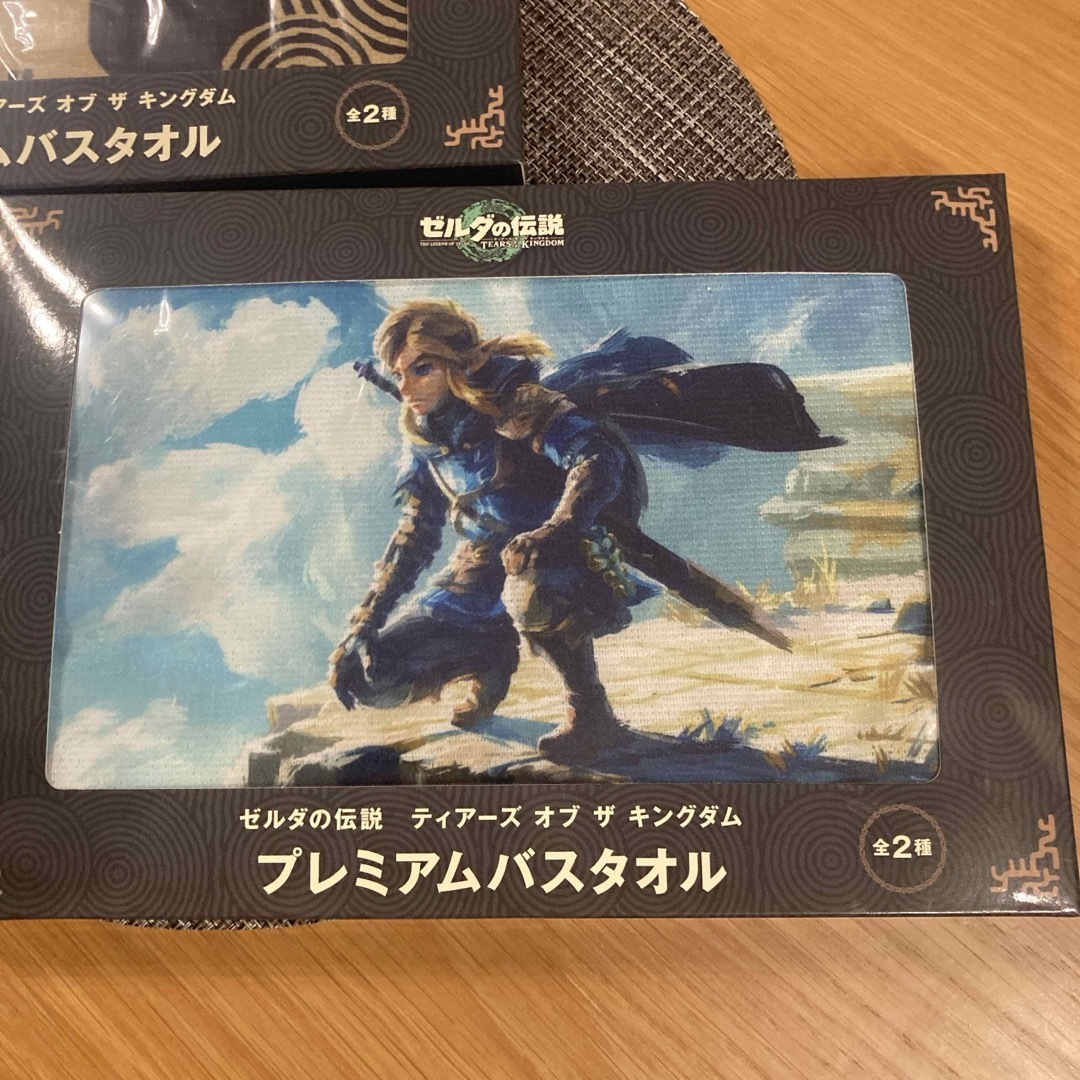 アーズ オブ ザ キングダム
ムバスタオル
全2種
ゼルダの伝説
THE LEGEND OF
TEARS OF THE KINGDOM
ゼルダの伝説 ティアーズ オブ ザ キングダム
プレミアムバスタオル
全2種